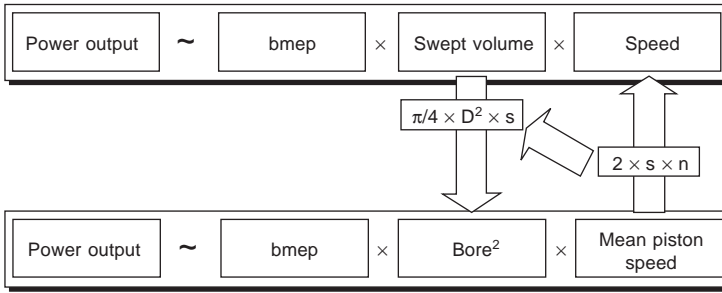 Power output ~ bmep × Swept volume × Speed
π/4 × D² × s
2 × s × n
Power output ~ bmep × Bore² × Mean piston
speed